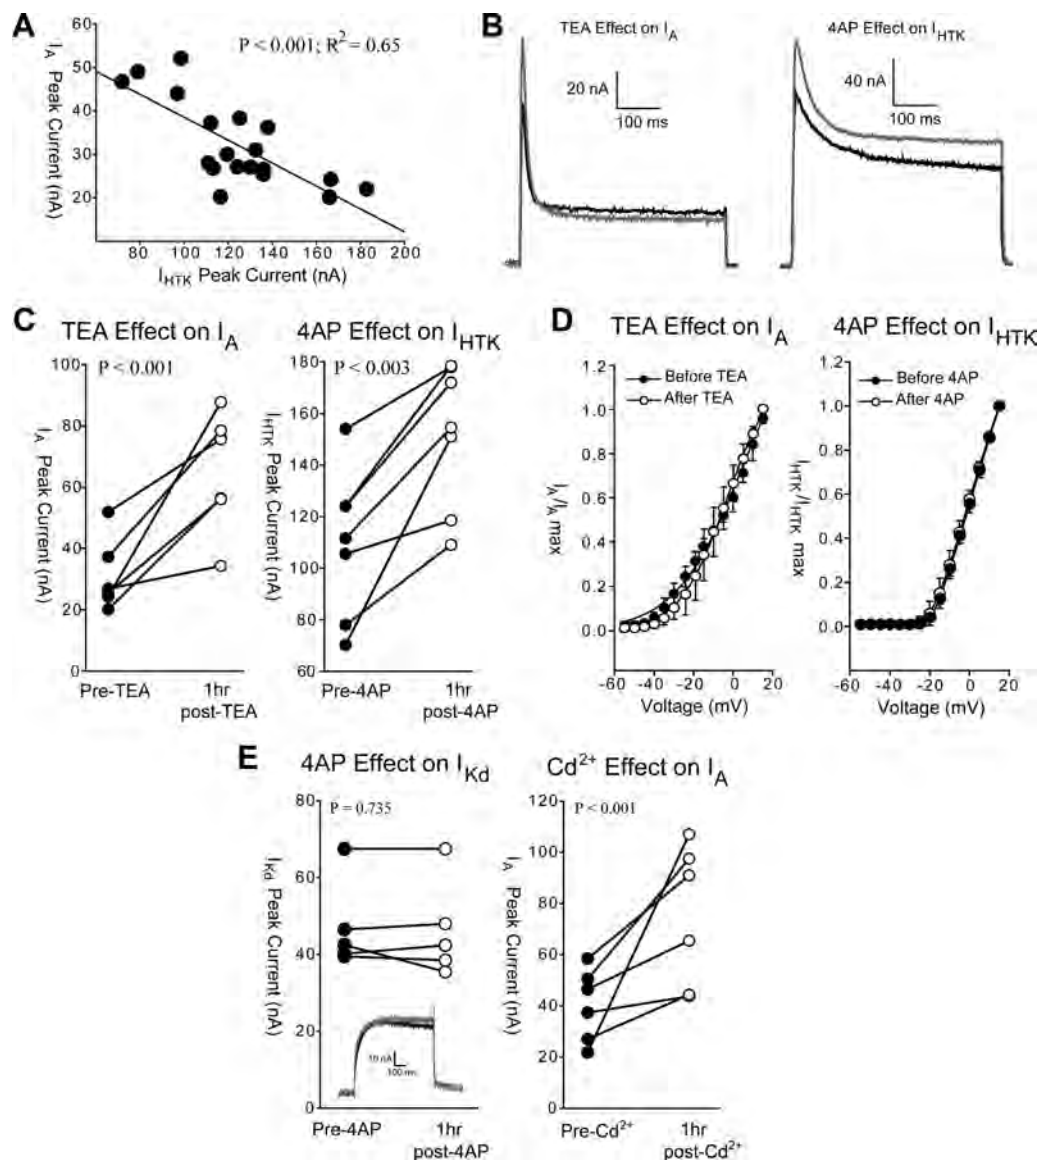 A
P < 0.001; R² = 0.65
I_A Peak Current (nA)
60
50
40
30
20
80 100 120 140 160 180 200
I_HTK Peak Current (nA)
B
TEA Effect on I_A
20 nA
100 ms
4AP Effect on I_HTK
40 nA
100 ms
C
TEA Effect on I_A
P < 0.001
I_A Peak Current (nA)
100
80
60
40
20
0
Pre-TEA
1hr
post-TEA
4AP Effect on I_HTK
P < 0.003
I_HTK Peak Current (nA)
180
160
140
120
100
80
60
Pre-4AP
1hr
post-4AP
D
TEA Effect on I_A
Before TEA
After TEA
I_A/I_A max
1.2
1.0
0.8
0.6
0.4
0.2
0.0
-60 -40 -20 0 20
Voltage (mV)
4AP Effect on I_HTK
Before 4AP
After 4AP
I_HTK/I_HTK max
1.2
1.0
0.8
0.6
0.4
0.2
0.0
-60 -40 -20 0 20
Voltage (mV)
E
4AP Effect on I_Kd
P = 0.735
I_Kd Peak Current (nA)
80
60
40
20
0
10 nA
100 ms
Pre-4AP
1hr
post-4AP
Cd²⁺ Effect on I_A
P < 0.001
I_A Peak Current (nA)
120
100
80
60
40
20
0
Pre-Cd²⁺
1hr
post-Cd²⁺